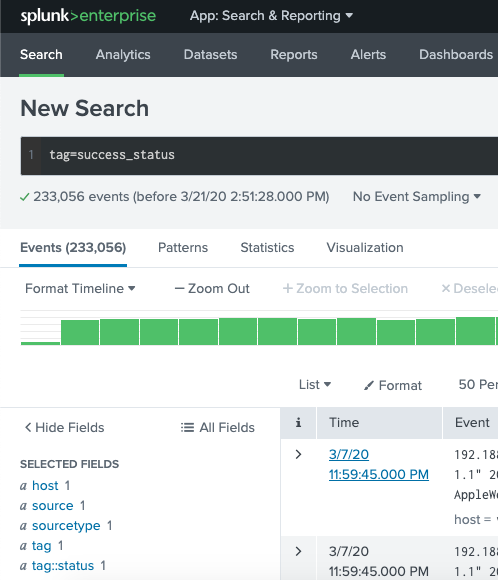 splunk>enterprise App: Search & Reporting
Search Analytics Datasets Reports Alerts Dashboards
New Search
1 tag=success_status
233,056 events (before 3/21/20 2:51:28.000 PM) No Event Sampling
Events (233,056) Patterns Statistics Visualization
Format Timeline — Zoom Out + Zoom to Selection × Desele
List Format 50 Per
< Hide Fields All Fields
i Time Event
SELECTED FIELDS
a host 1
a source 1
a sourcetype 1
a tag 1
a tag::status 1
> 3/7/20
11:59:45.000 PM
192.188
1.1" 20
AppleWe
host =
> 3/7/20
11:59:45.000 PM
192.188
1.1" 20